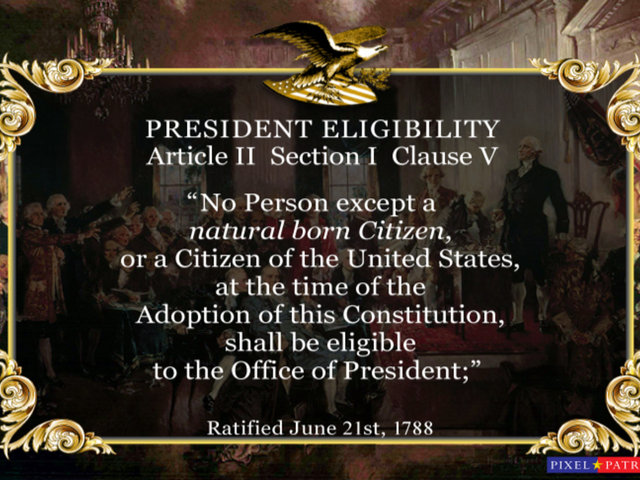 PRESIDENT ELIGIBILITY
Article II Section I Clause V
“No Person except a
natural born Citizen,
or a Citizen of the United States,
at the time of the
Adoption of this Constitution,
shall be eligible
to the Office of President;”
Ratified June 21st, 1788
PIXEL★PATR